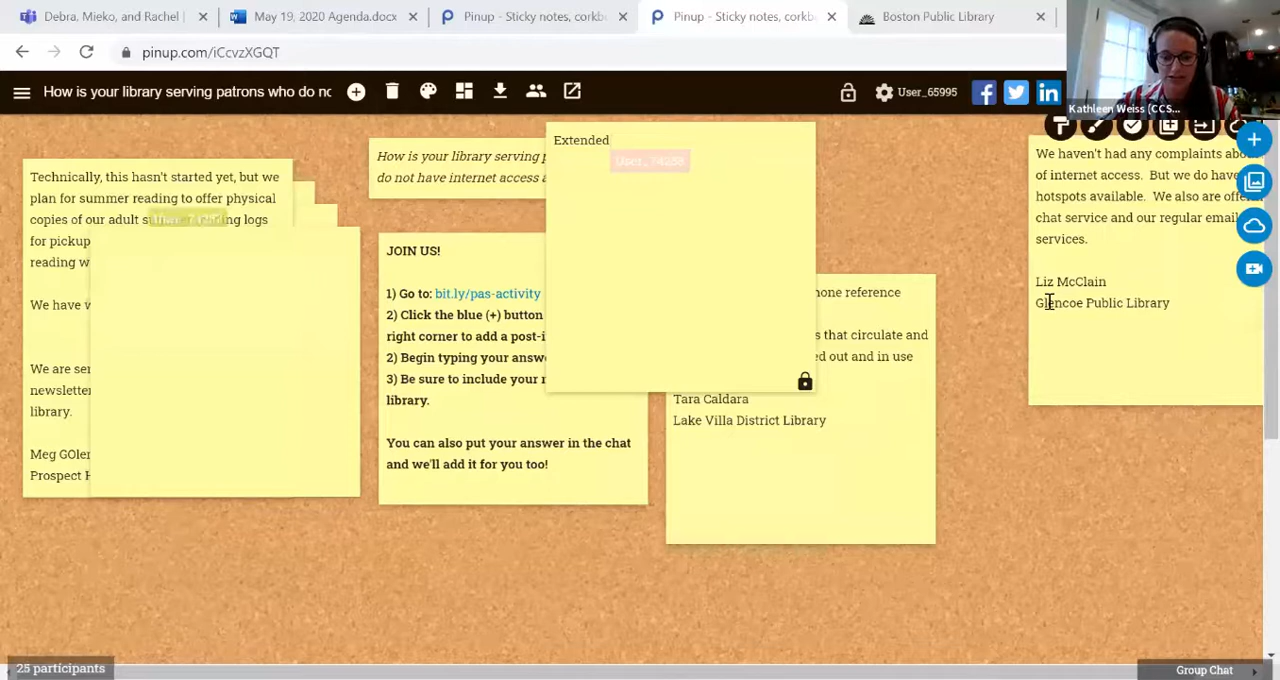 Debra, Mieko, and Rachel |
May 19, 2020 Agenda.docx
Pinup - Sticky notes, corkb
Pinup - Sticky notes, corkb
Boston Public Library
pinup.com/iCcvzXGQT
Kathleen Weiss (CCS...
How is your library serving patrons who do nc
User_65995
Technically, this hasn't started yet, but we
plan for summer reading to offer physical
copies of our adult
logs
for pickup
reading w
We have
We are ser
newsletter
library.
Meg GOler
Prospect H
How is your library serving
do not have internet access a
JOIN US!
1) Go to: bit.ly/pas-activity
2) Click the blue (+) button
right corner to add a post-i
2) Begin typing your answ
3) Be sure to include your
library.
You can also put your answer in the chat
and we'll add it for you too!
Extended
User_74258
one reference
s that circulate and
ed out and in use
Tara Caldara
Lake Villa District Library
We haven't had any complaints abo
of internet access. But we do have
hotspots available. We also are offe
chat service and our regular email
services.
Liz McClain
Glencoe Public Library
25 participants
Group Chat